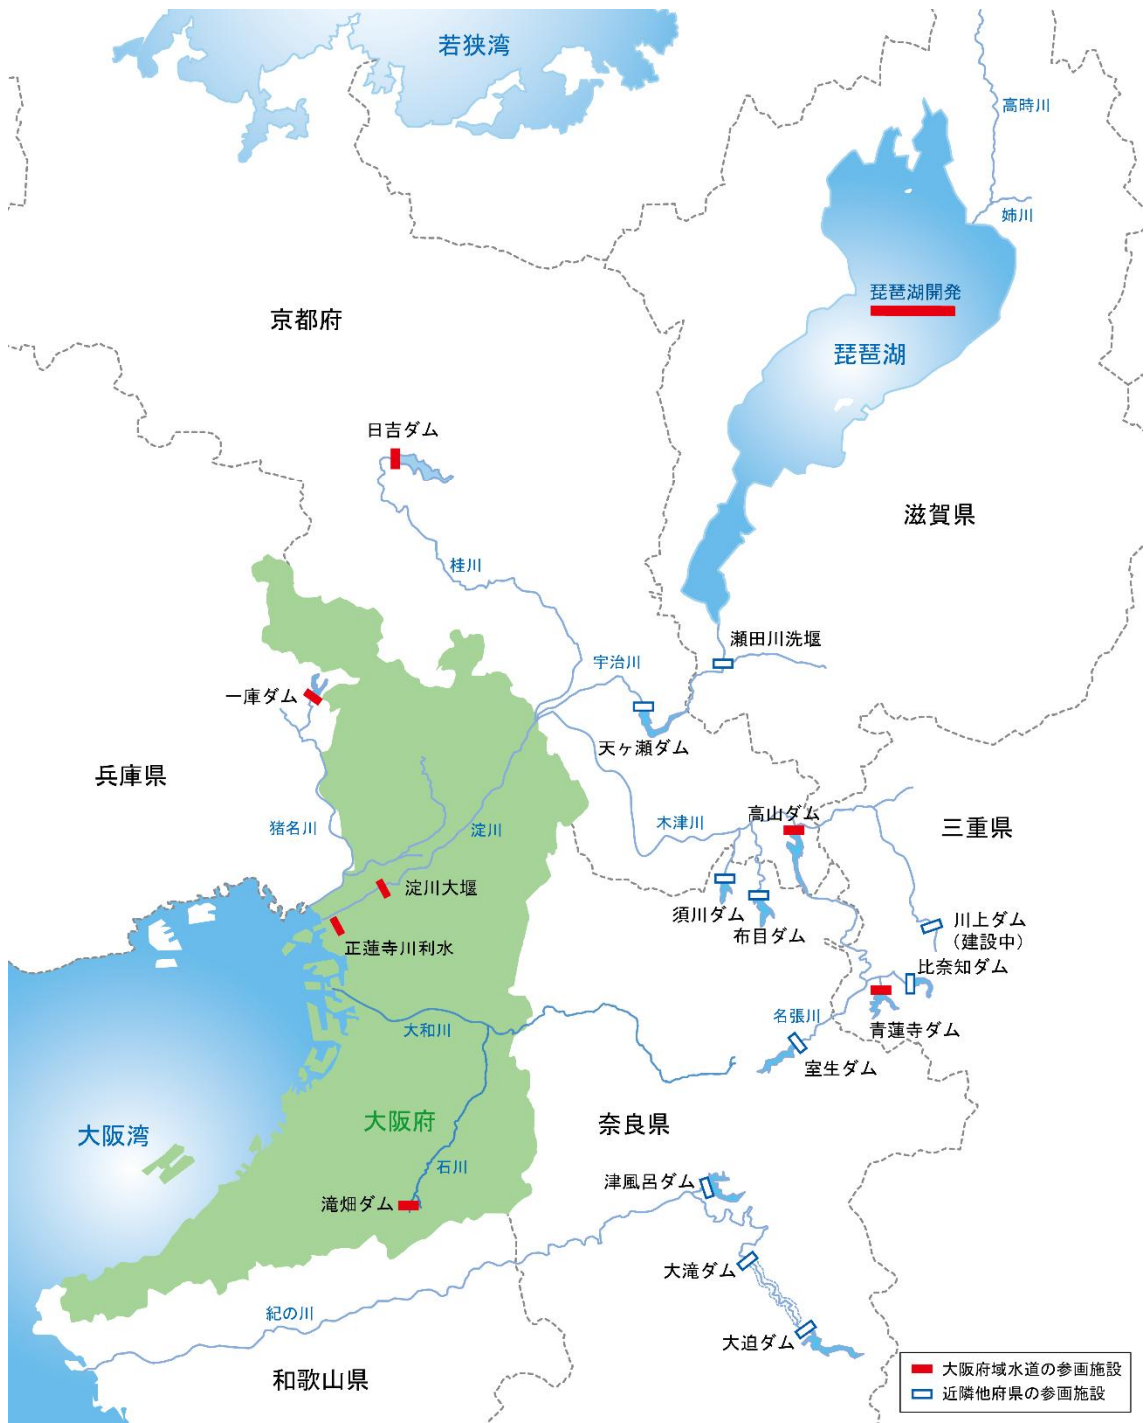 若狭湾
高時川
姉川
琵琶湖開発
京都府
琵琶湖
日吉ダム
滋賀県
桂川
瀬田川洗堰
宇治川
一庫ダム
天ヶ瀬ダム
兵庫県
高山ダム
猪名川
淀川
木津川
三重県
淀川大堰
須川ダム
川上ダム
(建設中)
布目ダム
正蓮寺川利水
比奈知ダム
名張川
大和川
青蓮寺ダム
室生ダム
大阪府
奈良県
大阪湾
石川
津風呂ダム
滝畑ダム
大滝ダム
紀の川
大迫ダム
和歌山県
大阪府域水道の参画施設
近隣他府県の参画施設